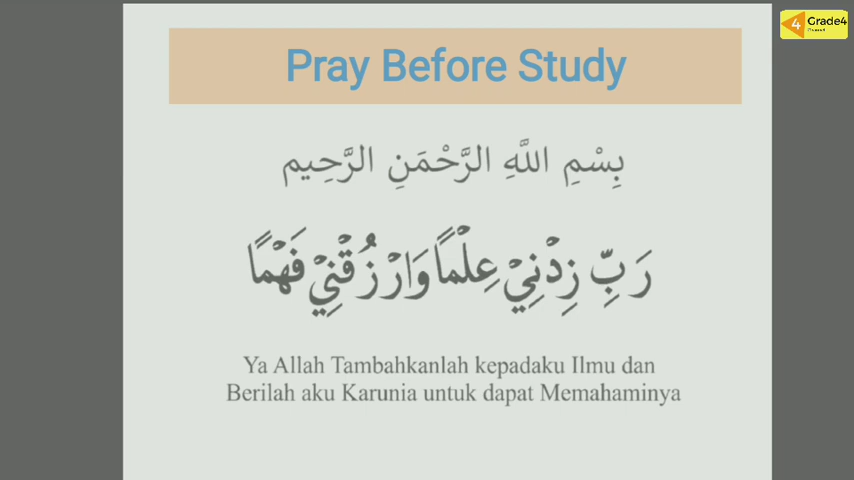 Pray Before Study
4 Grade4
بِسْمِ اللَّهِ الرَّحْمَنِ الرَّحِيم
رَبِّ زِدْنِيْ عِلْمًا وَارْزُقْنِيْ فَهْمًا
Ya Allah Tambahkanlah kepadaku Ilmu dan
Berilah aku Karunia untuk dapat Memahaminya